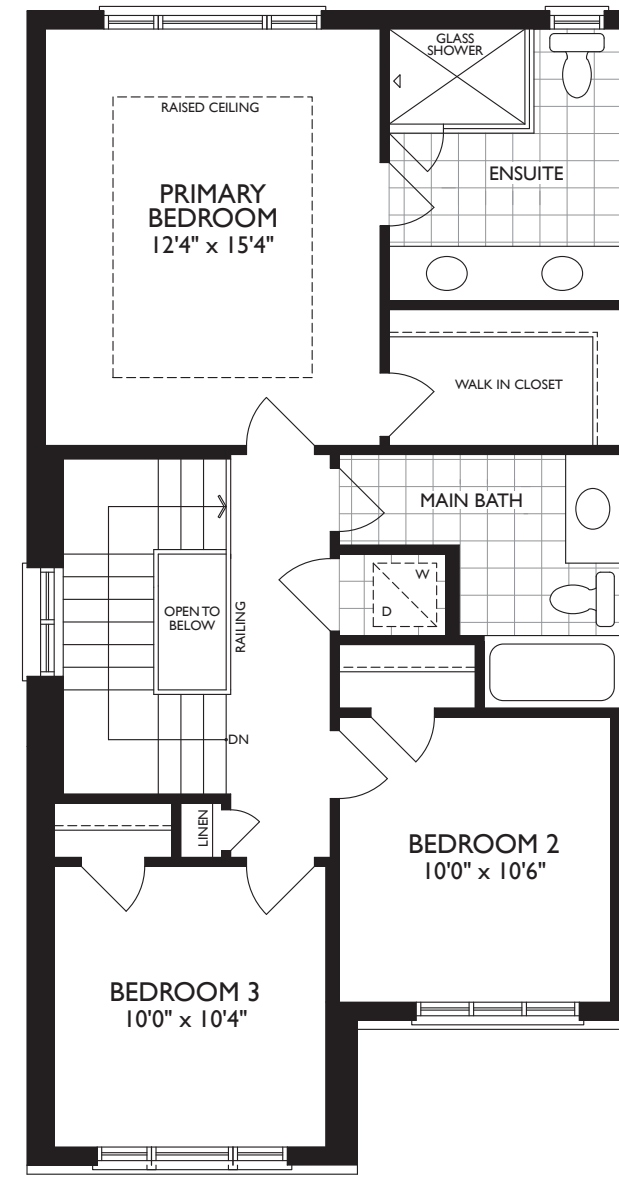 GLASS
SHOWER
RAISED CEILING
PRIMARY
BEDROOM
12'4" x 15'4"
ENSUITE
WALK IN CLOSET
MAIN BATH
W
D
OPEN TO
BELOW
RAILING
DN
LINEN
BEDROOM 2
10'0" x 10'6"
BEDROOM 3
10'0" x 10'4"